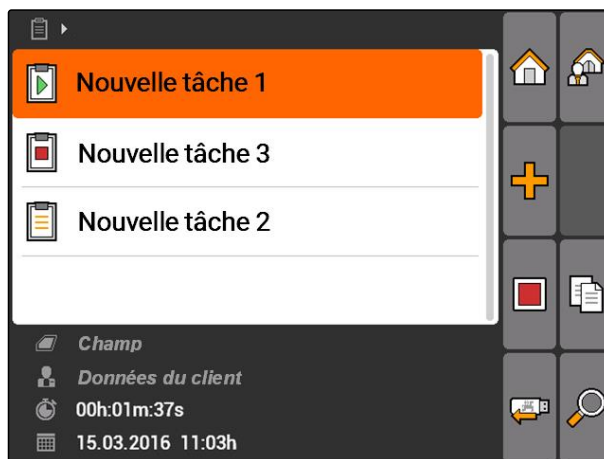 Nouvelle tâche 1
Nouvelle tâche 3
Nouvelle tâche 2
Champ
Données du client
00h:01m:37s
15.03.2016 11:03h